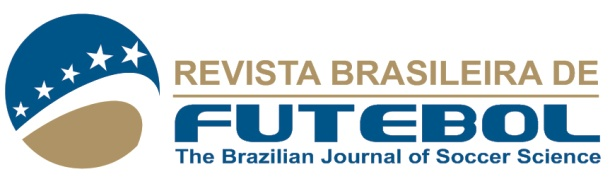 REVISTA BRASILEIRA DE
FUTEBOL
The Brazilian Journal of Soccer Science